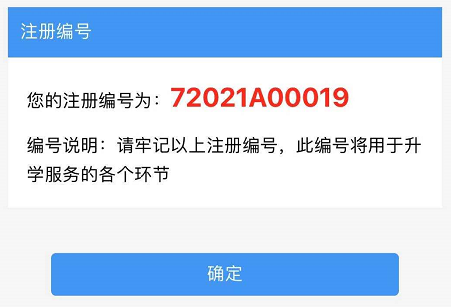 注册编号
您的注册编号为：72021A00019
编号说明：请牢记以上注册编号，此编号将用于升
学服务的各个环节
确定